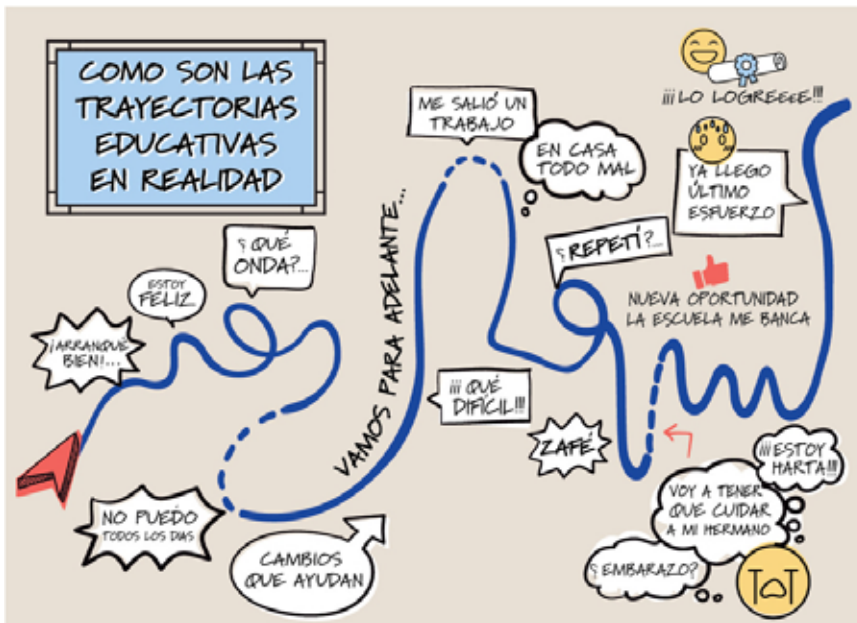 COMO SON LAS
TRAYECTORIAS
EDUCATIVAS
EN REALIDAD
¡ARRANQUÉ
BIEN!...
ESTOY
FELIZ
¿QUÉ
ONDA?...
NO PUEDO
TODOS LOS DIAS
CAMBIOS
QUE AYUDAN
VAMOS PARA ADELANTE...
ME SALIÓ UN
TRABAJO
EN CASA
TODO MAL
¡¡¡ QUÉ
DIFÍCIL!!!
¿REPETÍ?...
ZAFÉ
¿EMBARAZO?
VOY A TENER
QUE CUIDAR
A MI HERMANO
¡¡¡ESTOY
HARTA!!!
NUEVA OPORTUNIDAD
LA ESCUELA ME BANCA
YA LLEGO
ÚLTIMO
ESFUERZO
¡¡¡LO LOGREEEE!!!